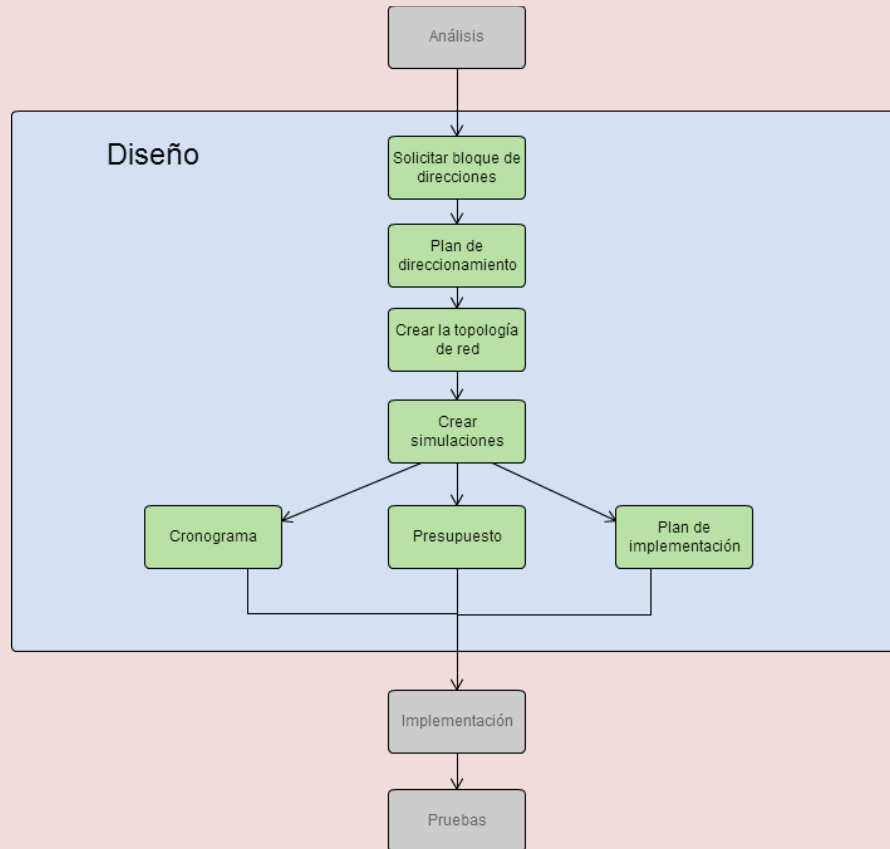 Análisis
Diseño
Solicitar bloque de
direcciones
Plan de
direccionamiento
Crear la topología
de red
Crear
simulaciones
Cronograma
Presupuesto
Plan de
implementación
Implementación
Pruebas